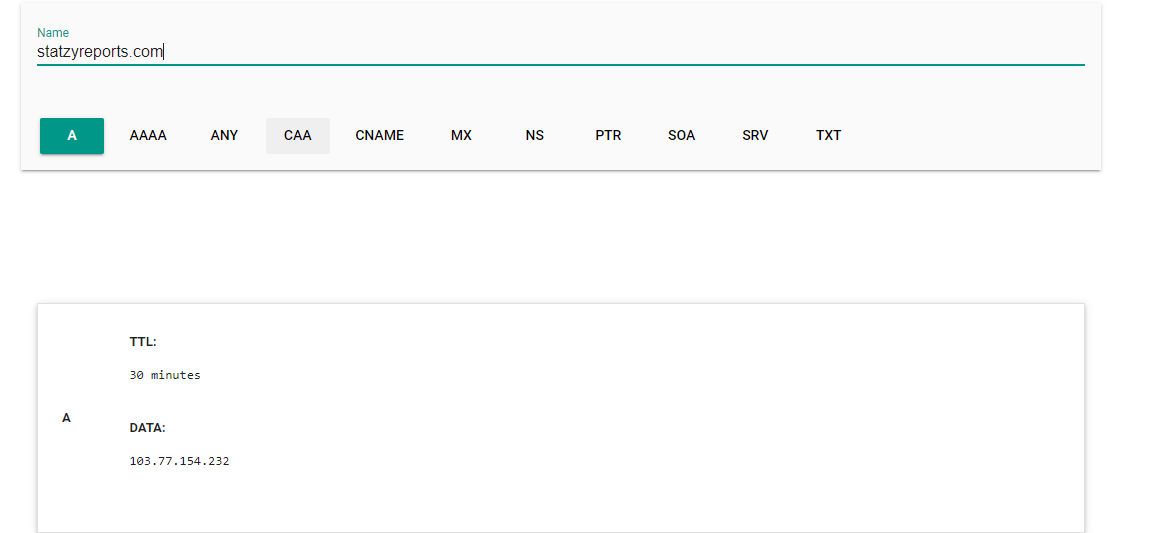 Name
statzyreports.com
A AAAA ANY CAA CNAME MX NS PTR SOA SRV TXT
TTL:
30 minutes
A
DATA:
103.77.154.232